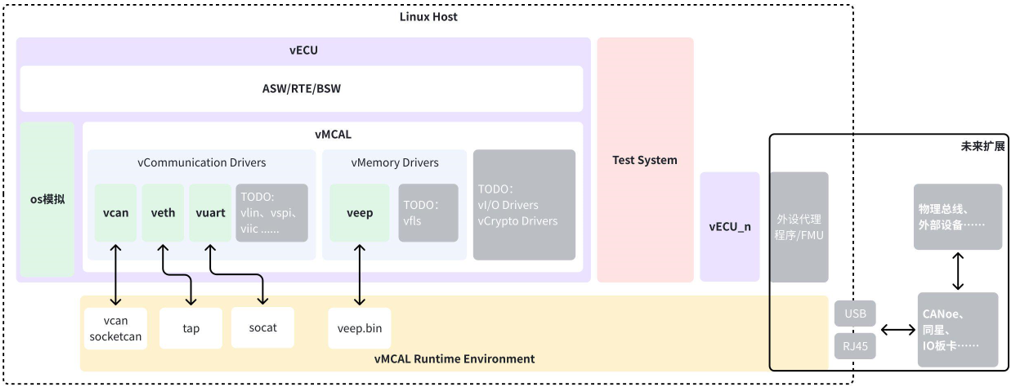 Linux Host
vECU
ASW/RTE/BSW
os模拟
vMCAL
vCommunication Drivers
vcan
veth
vuart
TODO:
vlin、vspi、
viic ......
vMemory Drivers
veep
TODO:
vfls
TODO:
vI/O Drivers
vCrypto Drivers
Test System
vECU_n
外设代理
程序/FMU
未来扩展
物理总线、
外部设备……
vcan
socketcan
tap
socat
veep.bin
vMCAL Runtime Environment
USB
RJ45
CANoe、
同星、
IO板卡……